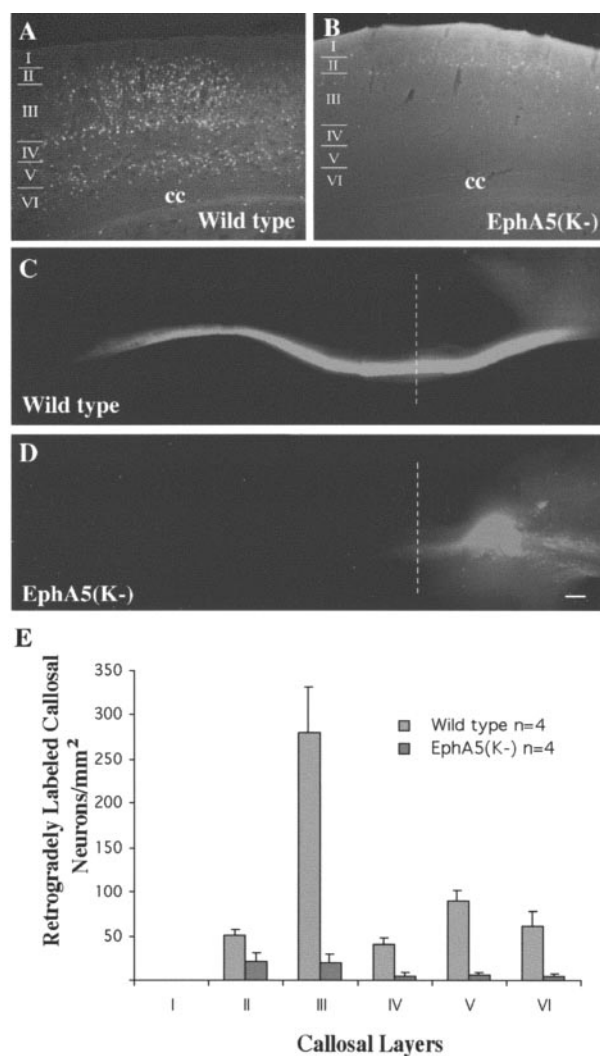 A
I
II
III
IV
V
VI
cc
Wild type
B
I
II
III
IV
V
VI
cc
EphA5(K-)
C
Wild type
D
EphA5(K-)
E
Retrogradely Labeled Callosal
Neurons/mm²
350
300
250
200
150
100
50
Wild type n=4
EphA5(K-) n=4
I II III IV V VI
Callosal Layers